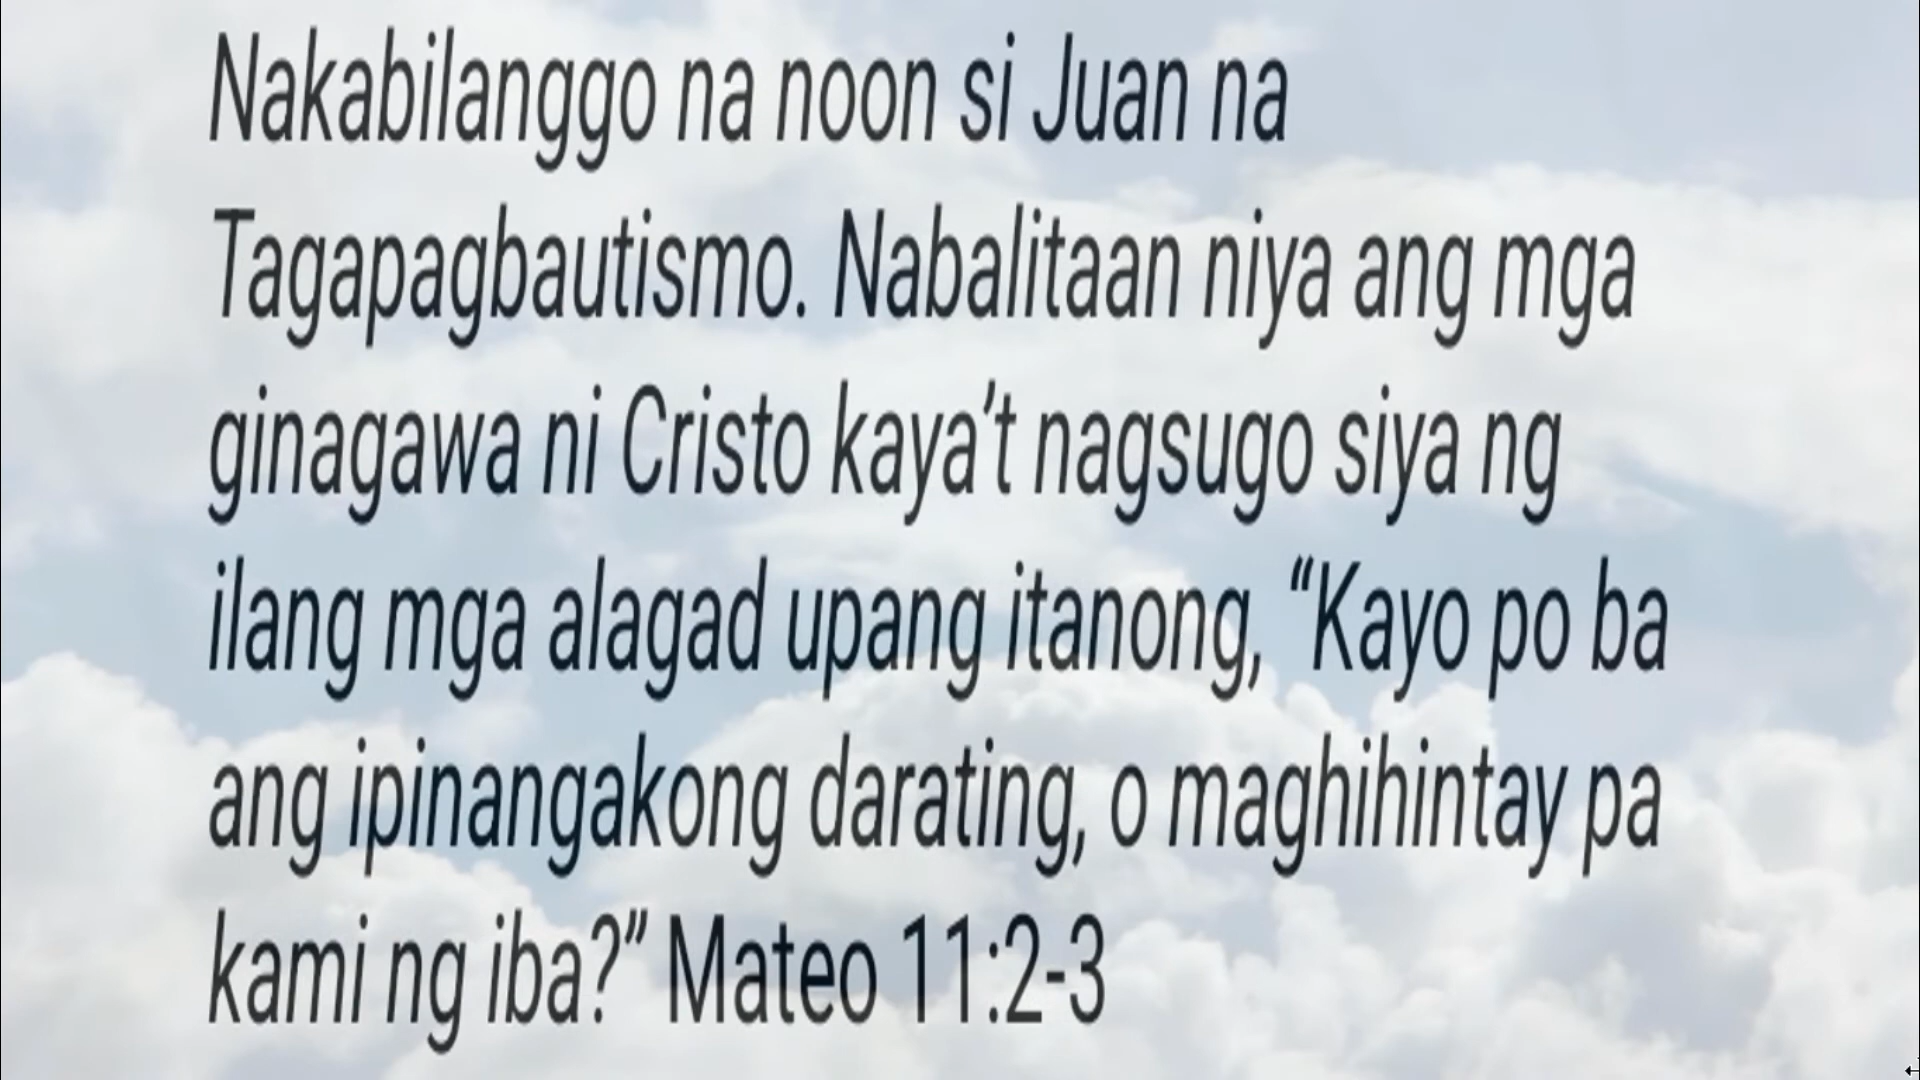 Nakabilanggo na noon si Juan na
Tagapagbautismo. Nabalitaan niya ang mga
ginagawa ni Cristo kaya’t nagsugo siya ng
ilang mga alagad upang itanong, “Kayo po ba
ang ipinangakong darating, o maghihintay pa
kami ng iba?” Mateo 11:2-3